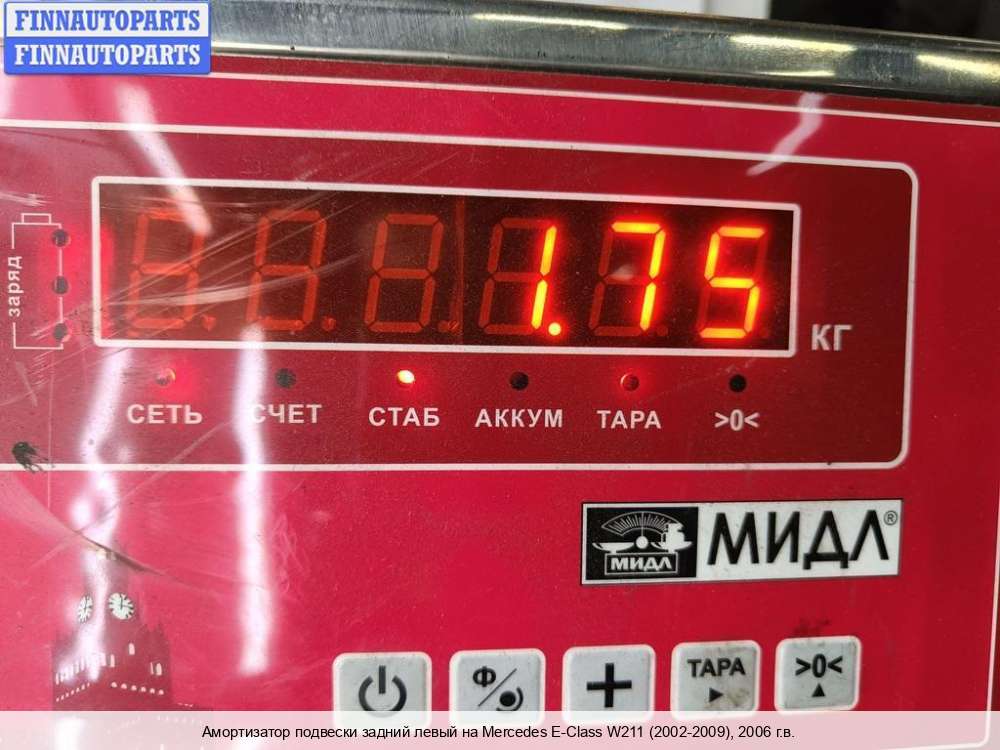 FINNAUTOPARTS
FINNAUTOPARTS
заряд
1.75
КГ
СЕТЬ СЧЕТ СТАБ АККУМ ТАРА >0<
МИДЛ МИДЛ®
Ф ТАРА >0<
Амортизатор подвески задний левый на Mercedes E-Class W211 (2002-2009), 2006 г.в.